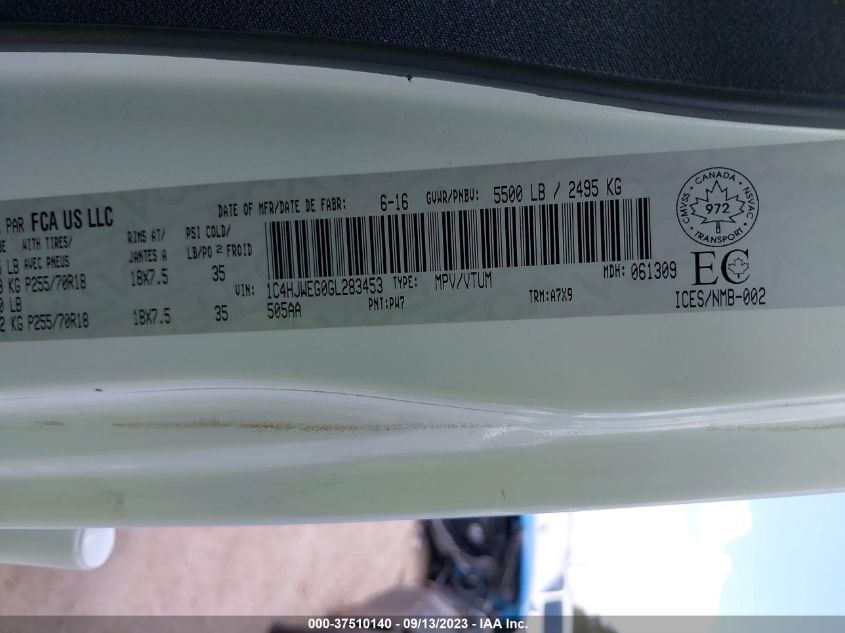 PAR FCA US LLC
DATE OF MFR/DATE DE FABR: 6-16 GVWR/PNBV: 5500 LB / 2495 KG
WITH TIRES/ RIMS AT/ PSI COLD/
LB AVEC PNEUS JANTES A LB/PO 2 FROID
KG P255/70R18 18X7.5 35
LB
KG P255/70R18 18X7.5 35
VIN: 1C4HJWEG0GL283453 TYPE: MPV/VTUM MDH: 061309
505AA PNT:PW7 TRM:A7X9
CANADA
CMVSS 972 NSVAC
TRANSPORT
EC
ICES/NMB-002
000-37510140 - 09/13/2023 - IAA Inc.